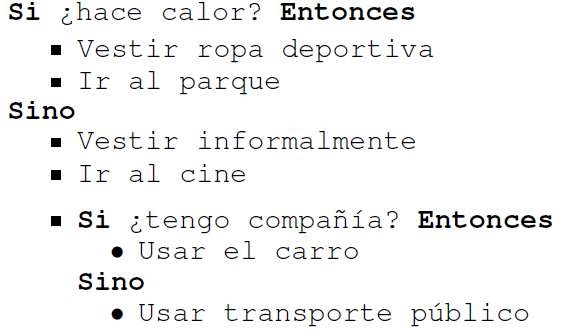 Si ¿hace calor? Entonces
▪ Vestir ropa deportiva
▪ Ir al parque
Sino
▪ Vestir informalmente
▪ Ir al cine
▪ Si ¿tengo compañía? Entonces
• Usar el carro
Sino
• Usar transporte público